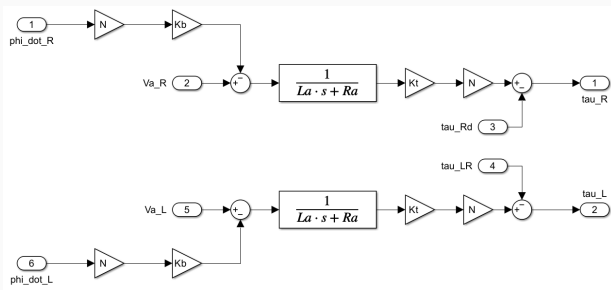 1
phi_dot_R
N
Kb
Va_R
2
+
−
1
La · s + Ra
Kt
N
+
−
1
tau_R
tau_Rd
3
tau_LR
4
Va_L
5
+
−
1
La · s + Ra
Kt
N
+
−
tau_L
2
6
phi_dot_L
N
Kb